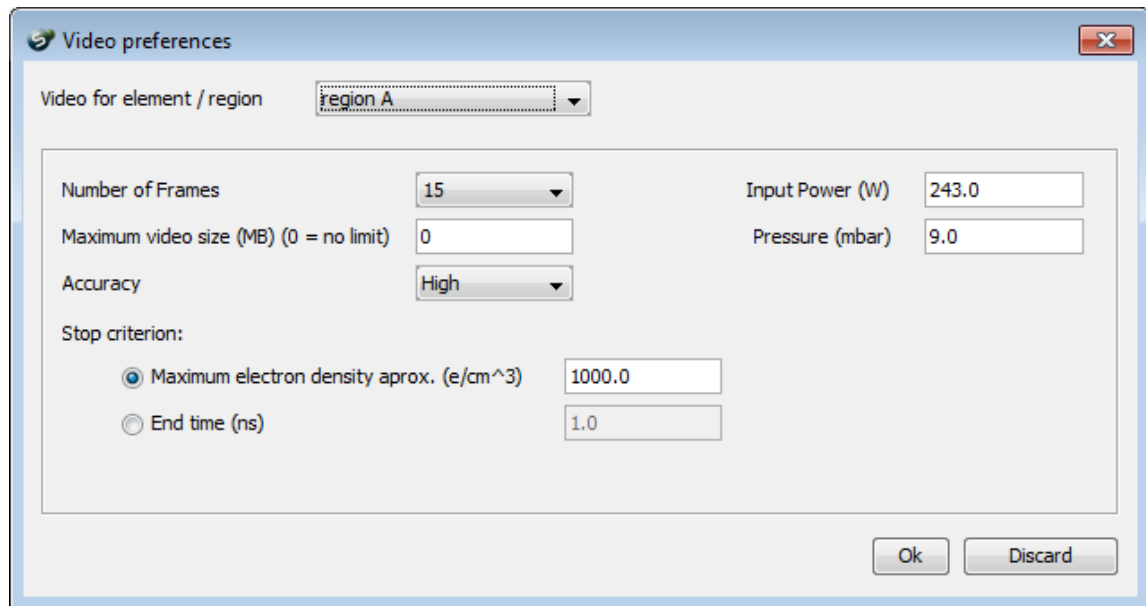 Video preferences
Video for element / region region A
Number of Frames 15 Input Power (W) 243.0
Maximum video size (MB) (0 = no limit) 0 Pressure (mbar) 9.0
Accuracy High
Stop criterion:
Maximum electron density aprox. (e/cm^3) 1000.0
End time (ns) 1.0
Ok Discard